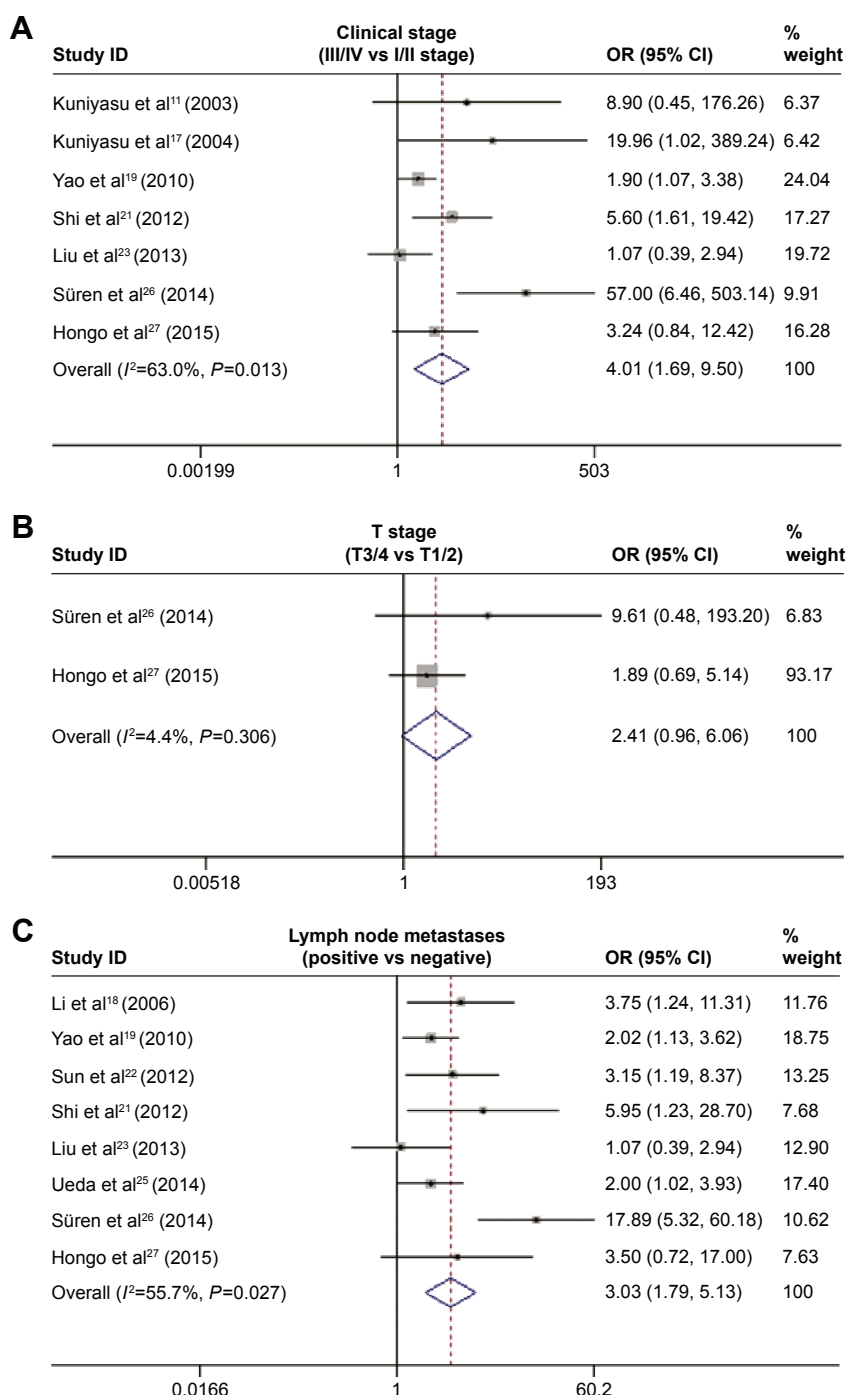 A
Clinical stage
%
Study ID (III/IV vs I/II stage) OR (95% CI) weight
Kuniyasu et al11 (2003) 8.90 (0.45, 176.26) 6.37
Kuniyasu et al17 (2004) 19.96 (1.02, 389.24) 6.42
Yao et al19 (2010) 1.90 (1.07, 3.38) 24.04
Shi et al21 (2012) 5.60 (1.61, 19.42) 17.27
Liu et al23 (2013) 1.07 (0.39, 2.94) 19.72
Süren et al26 (2014) 57.00 (6.46, 503.14) 9.91
Hongo et al27 (2015) 3.24 (0.84, 12.42) 16.28
Overall (I2=63.0%, P=0.013) 4.01 (1.69, 9.50) 100
0.00199 1 503
B
T stage
%
Study ID (T3/4 vs T1/2) OR (95% CI) weight
Süren et al26 (2014) 9.61 (0.48, 193.20) 6.83
Hongo et al27 (2015) 1.89 (0.69, 5.14) 93.17
Overall (I2=4.4%, P=0.306) 2.41 (0.96, 6.06) 100
0.00518 1 193
C
Lymph node metastases
%
Study ID (positive vs negative) OR (95% CI) weight
Li et al18 (2006) 3.75 (1.24, 11.31) 11.76
Yao et al19 (2010) 2.02 (1.13, 3.62) 18.75
Sun et al22 (2012) 3.15 (1.19, 8.37) 13.25
Shi et al21 (2012) 5.95 (1.23, 28.70) 7.68
Liu et al23 (2013) 1.07 (0.39, 2.94) 12.90
Ueda et al25 (2014) 2.00 (1.02, 3.93) 17.40
Süren et al26 (2014) 17.89 (5.32, 60.18) 10.62
Hongo et al27 (2015) 3.50 (0.72, 17.00) 7.63
Overall (I2=55.7%, P=0.027) 3.03 (1.79, 5.13) 100
0.0166 1 60.2